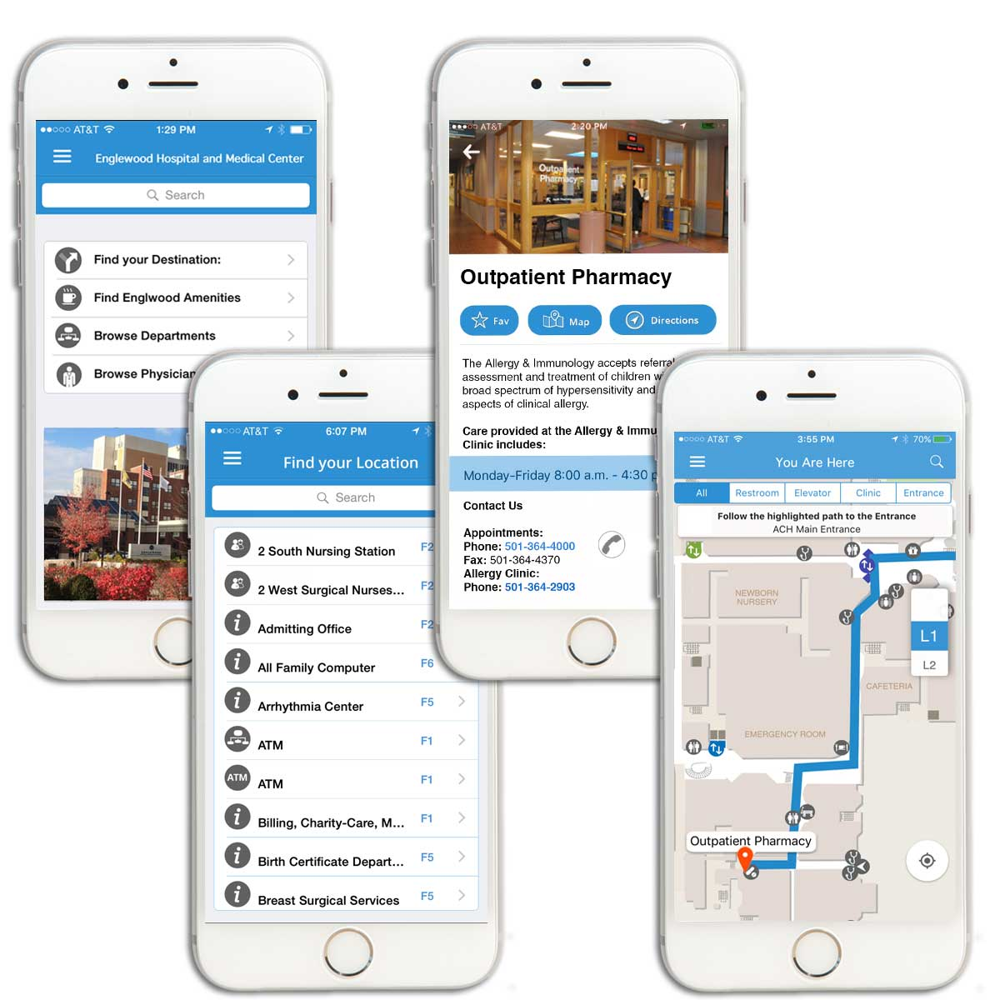 AT&T
1:29 PM
Englewood Hospital and Medical Center
Search
Find your Destination:
Find Englwood Amenities
Browse Departments
Browse Physician
AT&T
6:07 PM
Find your Location
Search
2 South Nursing Station F2
2 West Surgical Nurses... F2
Admitting Office F2
All Family Computer F6
Arrhythmia Center F5
ATM F1
ATM ATM F1
Billing, Charity-Care, M... F1
Birth Certificate Depart... F5
Breast Surgical Services F5
AT&T
2:20 PM
Outpatient
Pharmacy
Outpatient Pharmacy
Fav Map Directions
The Allergy & Immunology accepts referral
assessment and treatment of children wi
broad spectrum of hypersensitivity and
aspects of clinical allergy.
Care provided at the Allergy & Immu
Clinic includes:
Monday–Friday 8:00 a.m. - 4:30 p
Contact Us
Appointments:
Phone: 501-364-4000
Fax: 501-364-4370
Allergy Clinic:
Phone: 501-364-2903
AT&T 3:55 PM 70%
You Are Here
All Restroom Elevator Clinic Entrance
Follow the highlighted path to the Entrance
ACH Main Entrance
NEWBORN
NURSERY
L1
L2
CAFETERIA
EMERGENCY ROOM
Outpatient Pharmacy